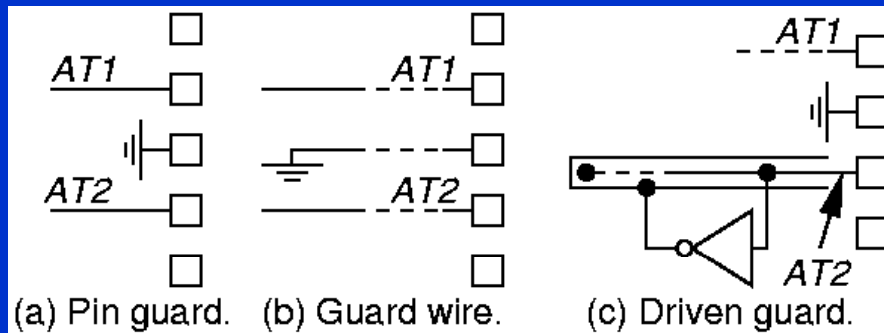 AT1
AT2
(a) Pin guard.
AT1
AT2
(b) Guard wire.
AT1
AT2
(c) Driven guard.